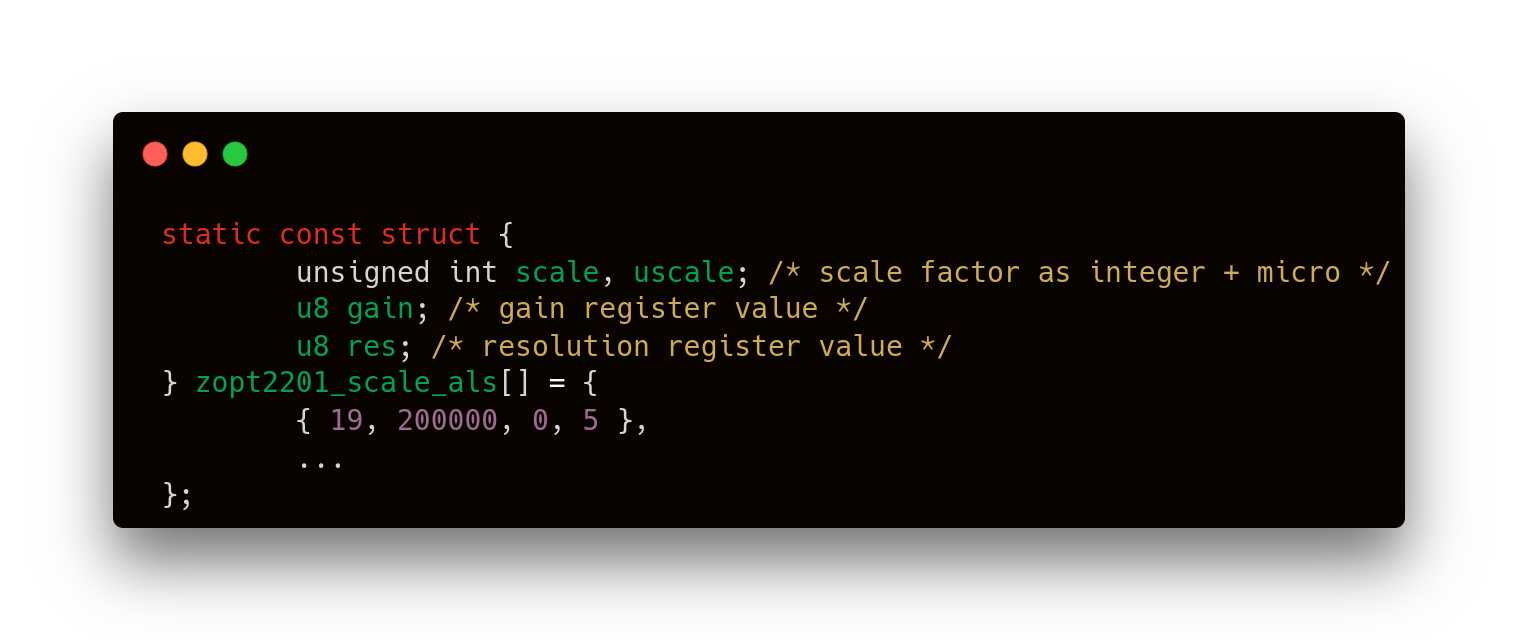 static const struct {
        unsigned int scale, uscale; /* scale factor as integer + micro */
        u8 gain; /* gain register value */
        u8 res; /* resolution register value */
} zopt2201_scale_als[] = {
        { 19, 200000, 0, 5 },
        ...
};